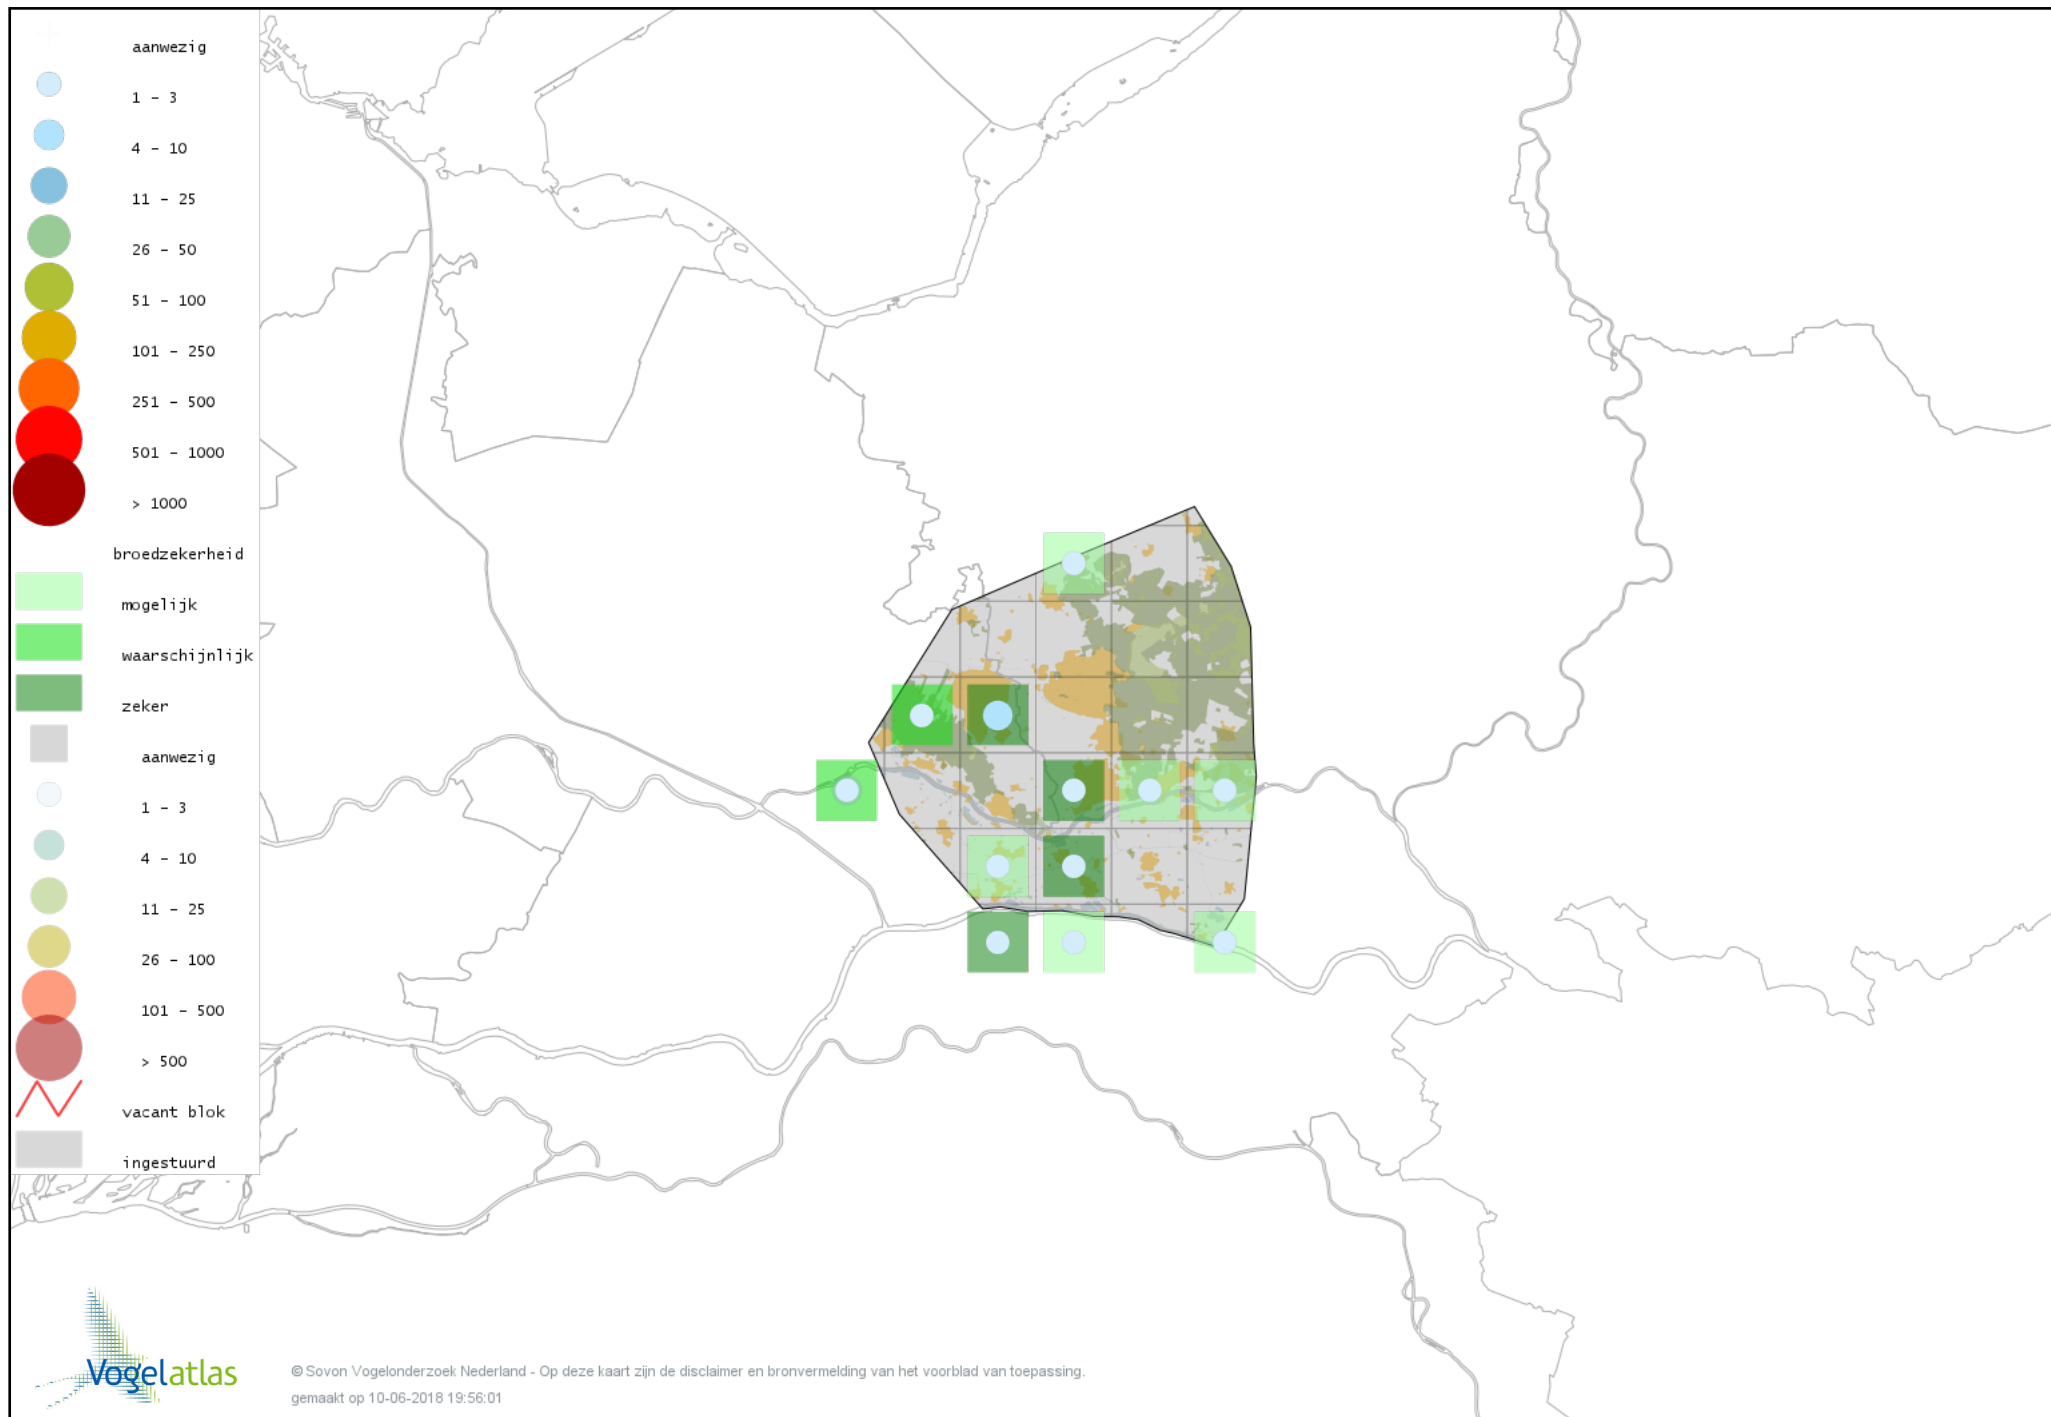 aanwezig
1 - 3
4 - 10
11 - 25
26 - 50
51 - 100
101 - 250
251 - 500
501 - 1000
> 1000
broedzekerheid
mogelijk
waarschijnlijk
zeker
aanwezig
1 - 3
4 - 10
11 - 25
26 - 100
101 - 500
> 500
vacant blok
ingestuurd
Vogelatlas
© Sovon Vogelonderzoek Nederland - Op deze kaart zijn de disclaimer en bronvermelding van het voorblad van toepassing.
gemaakt op 10-06-2018 19:56:01